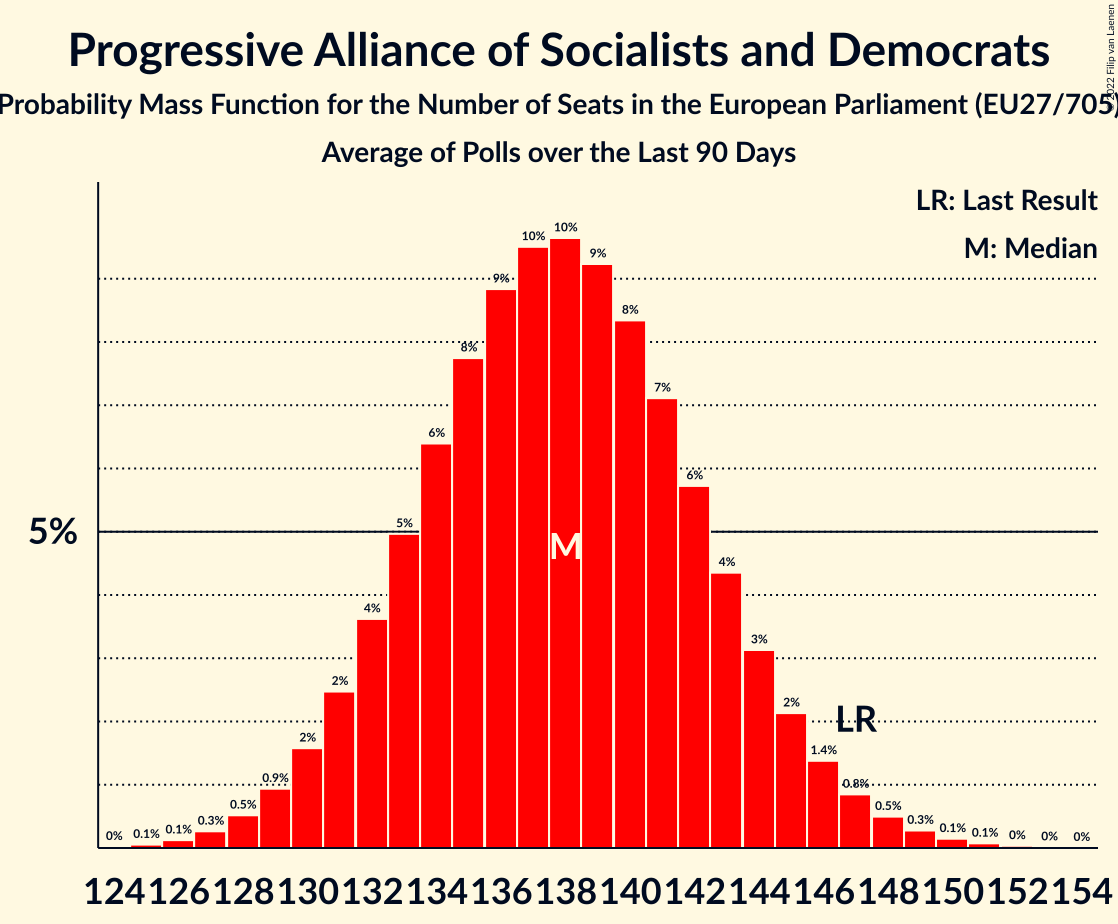 Progressive Alliance of Socialists and Democrats
Probability Mass Function for the Number of Seats in the European Parliament (EU27/705)
Average of Polls over the Last 90 Days
© 2022 Filip van Laenen
LR: Last Result
M: Median
5%
0% 0.1% 0.1% 0.3% 0.5% 0.9% 2% 2% 4% 5% 6% 8% 9% 10% 10% 9% 8% 7% 6% 4% 3% 2% 1.4% 0.8% 0.5% 0.3% 0.1% 0.1% 0% 0% 0%
M
LR
124 126 128 130 132 134 136 138 140 142 144 146 148 150 152 154